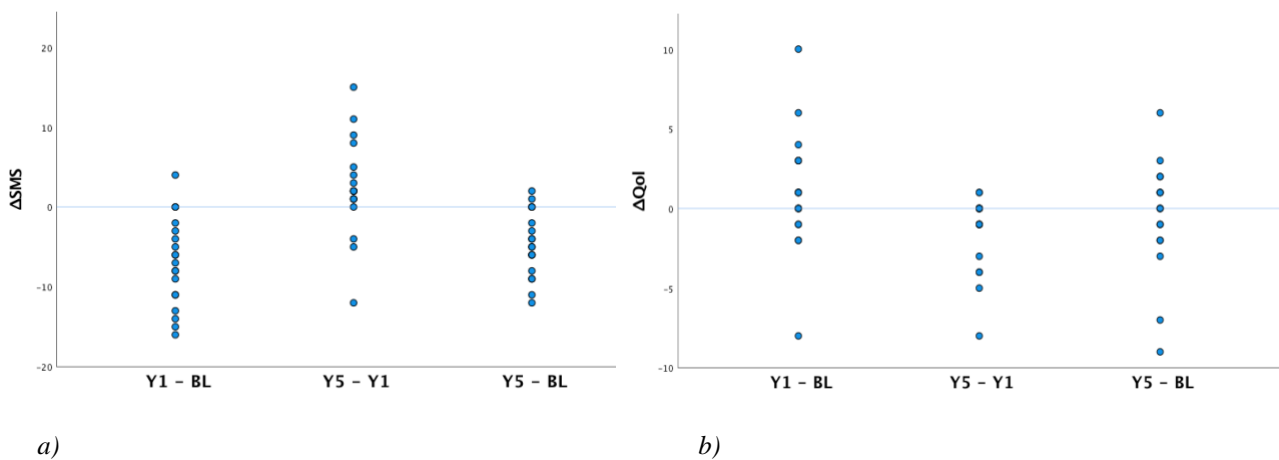 20
10
ΔSMS
0
-10
-20
Y1 - BL
Y5 - Y1
Y5 - BL
a)
10
5
ΔQol
0
-5
-10
Y1 - BL
Y5 - Y1
Y5 - BL
b)